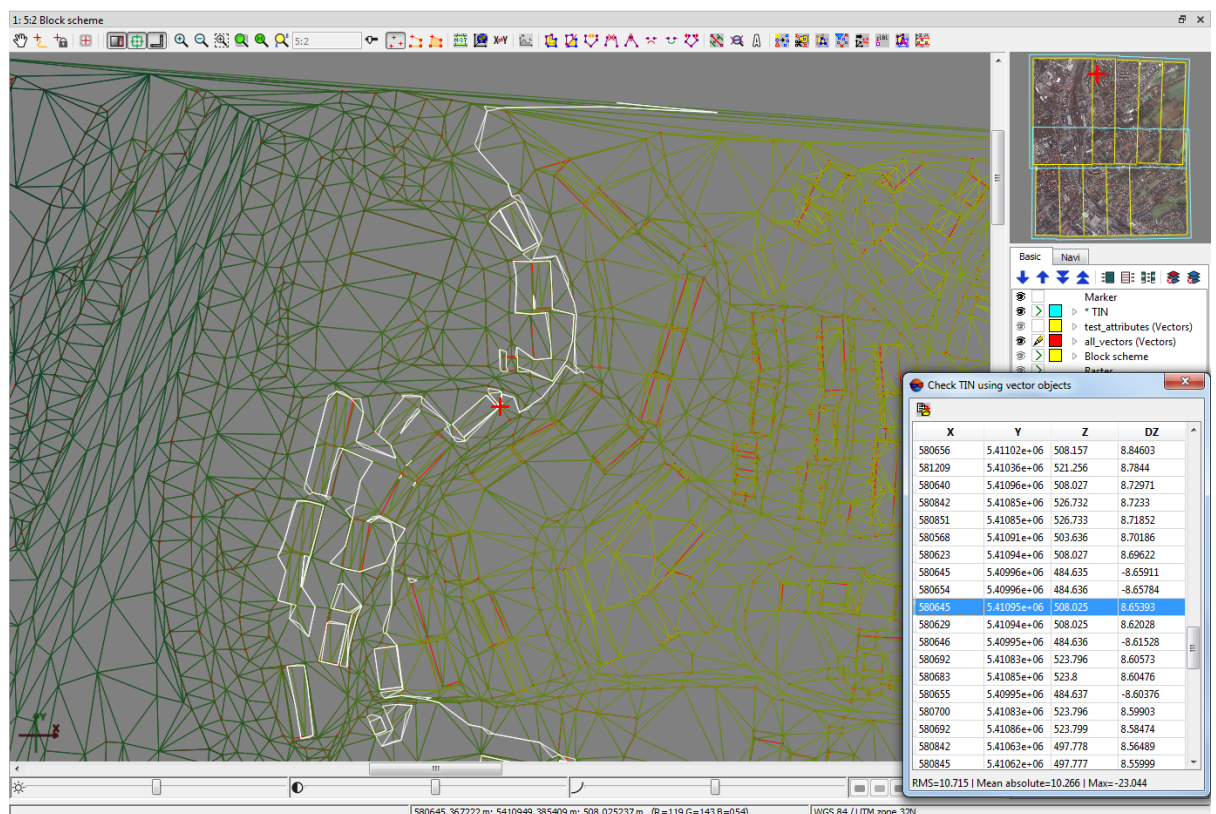 1: 5:2 Block scheme
5:2
Basic Navi
Marker
* TIN
test_attributes (Vectors)
all_vectors (Vectors)
Block scheme
Raster
Check TIN using vector objects
X Y Z DZ
580656 5.41102e+06 508.157 8.84603
581209 5.41036e+06 521.256 8.7844
580640 5.41096e+06 508.027 8.72971
580842 5.41085e+06 526.732 8.7233
580851 5.41085e+06 526.733 8.71852
580568 5.41091e+06 503.636 8.70186
580623 5.41094e+06 508.027 8.69622
580645 5.40996e+06 484.635 -8.65911
580654 5.40996e+06 484.636 -8.65784
580645 5.41095e+06 508.025 8.65393
580629 5.41094e+06 508.025 8.62028
580646 5.40995e+06 484.636 -8.61528
580692 5.41083e+06 523.796 8.60573
580683 5.41085e+06 523.8 8.60476
580655 5.40995e+06 484.637 -8.60376
580700 5.41083e+06 523.796 8.59903
580692 5.41086e+06 523.799 8.58474
580842 5.41063e+06 497.778 8.56489
580845 5.41062e+06 497.777 8.55999
RMS=10.715 | Mean absolute=10.266 | Max=-23.044
Y
X
580645.367222 m; 5410949.385409 m; 508.025237 m (R=119 G=143 B=054) WGS 84 / UTM zone 32N